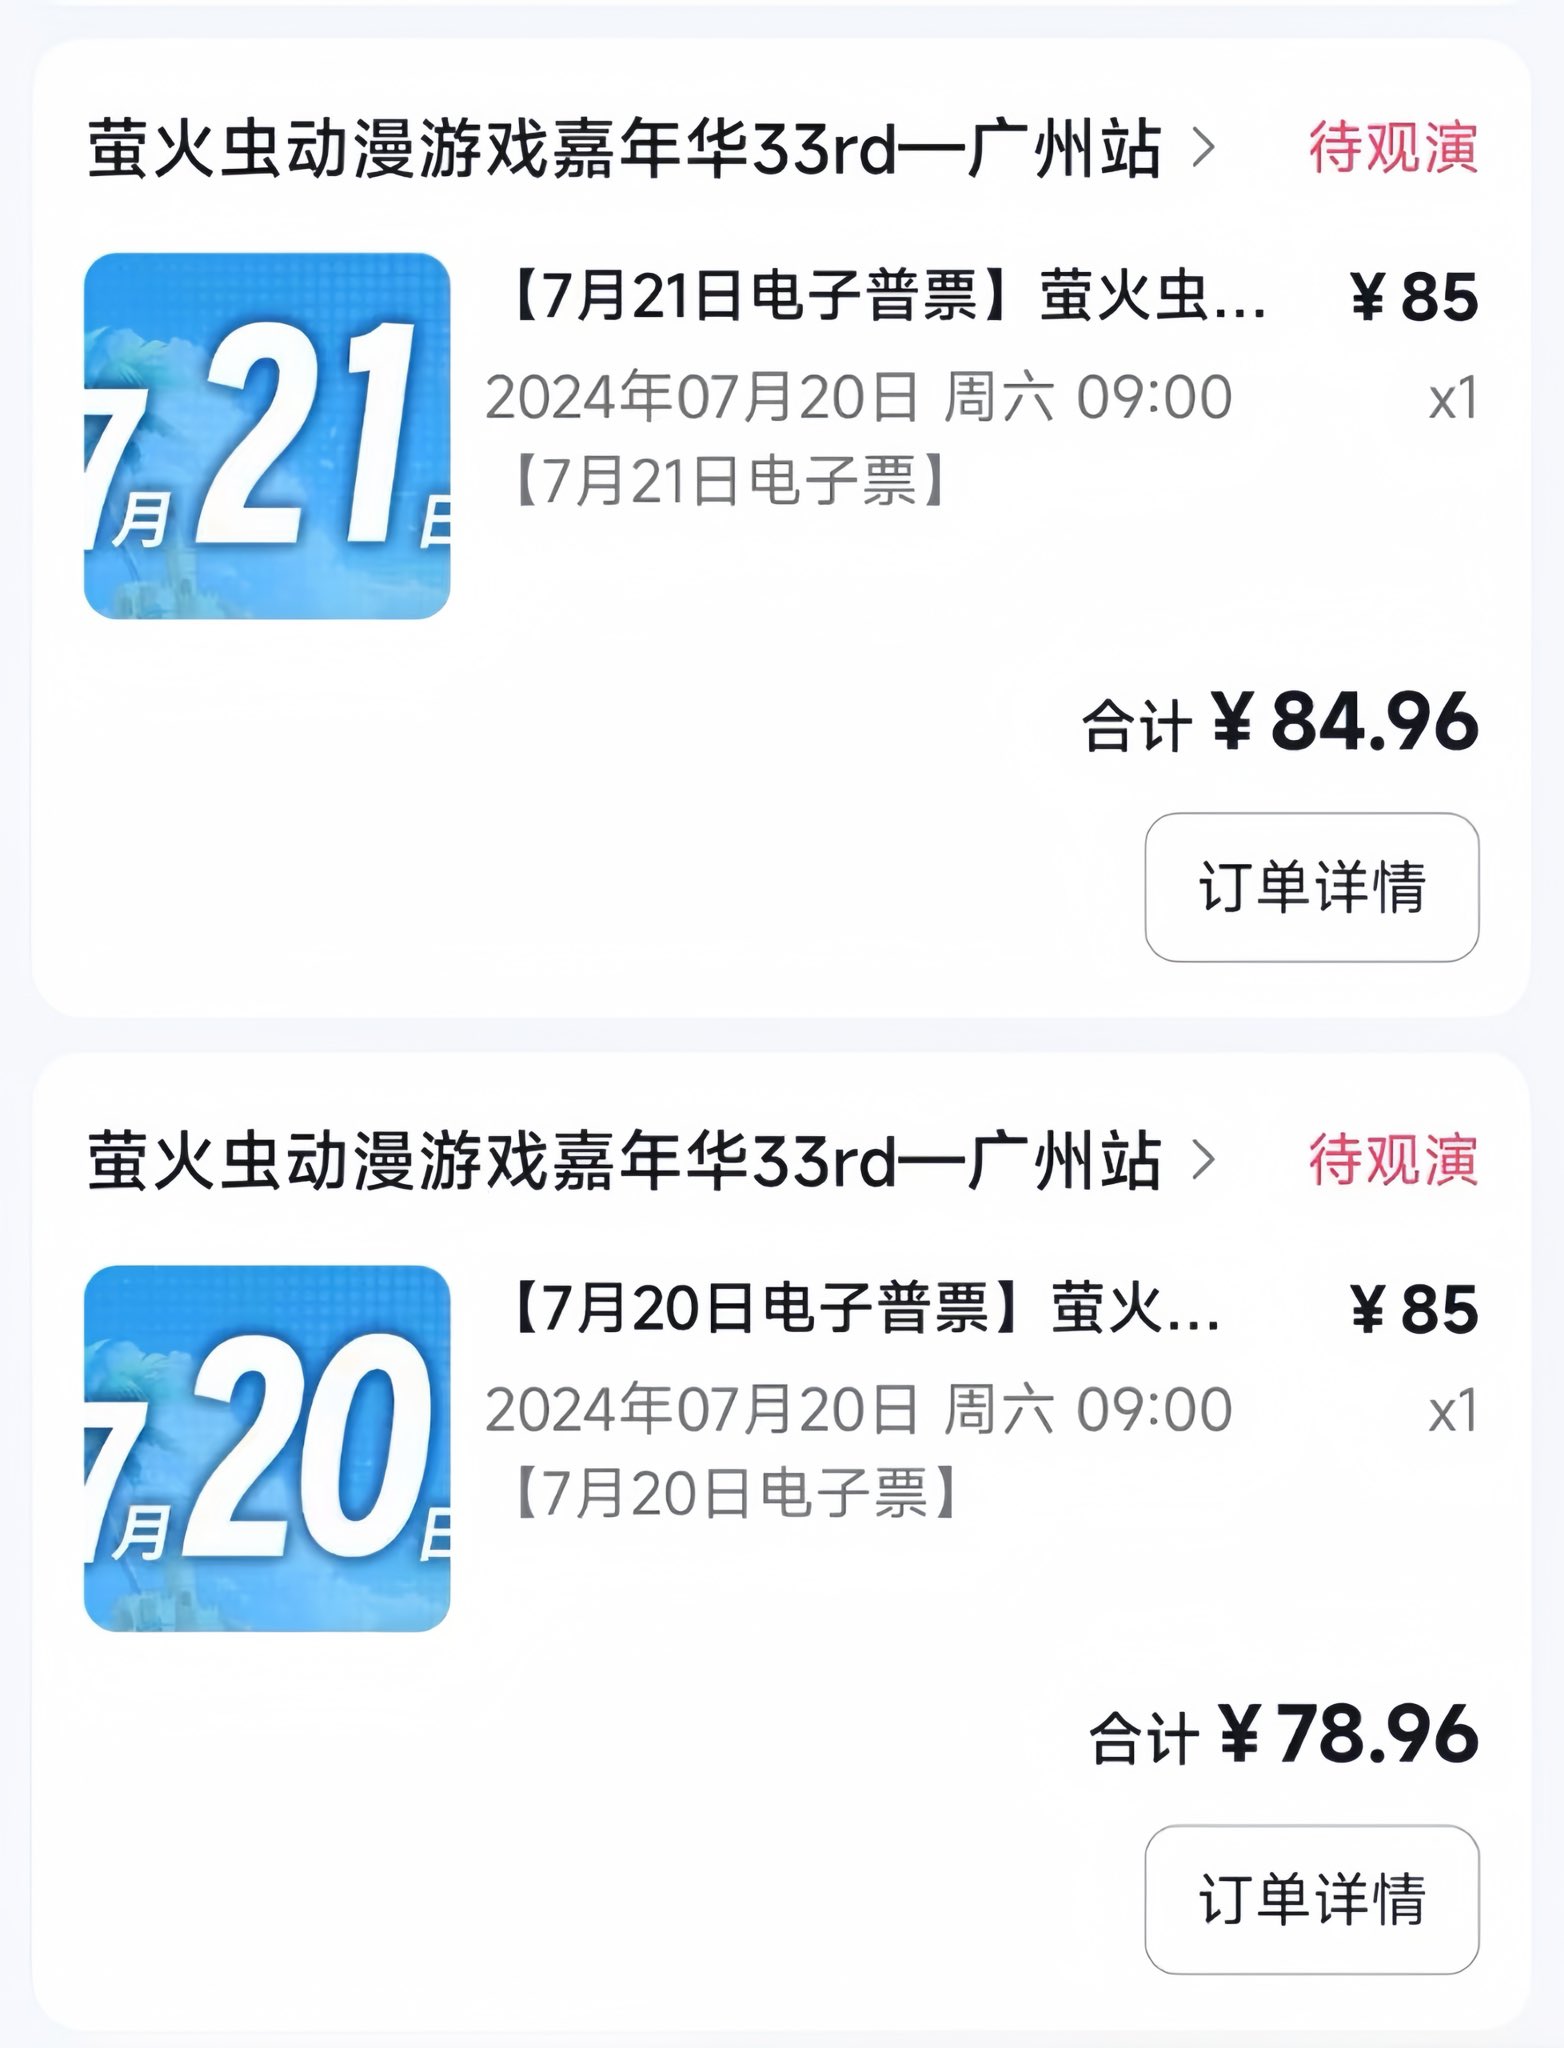 萤火虫动漫游戏嘉年华33rd—广州站 >
待观演
7月21日
【7月21日电子普票】萤火虫...
¥85
2024年07月20日 周六 09:00
x1
【7月21日电子票】
合计 ¥84.96
订单详情
萤火虫动漫游戏嘉年华33rd—广州站 >
待观演
7月20日
【7月20日电子普票】萤火...
¥85
2024年07月20日 周六 09:00
x1
【7月20日电子票】
合计 ¥78.96
订单详情